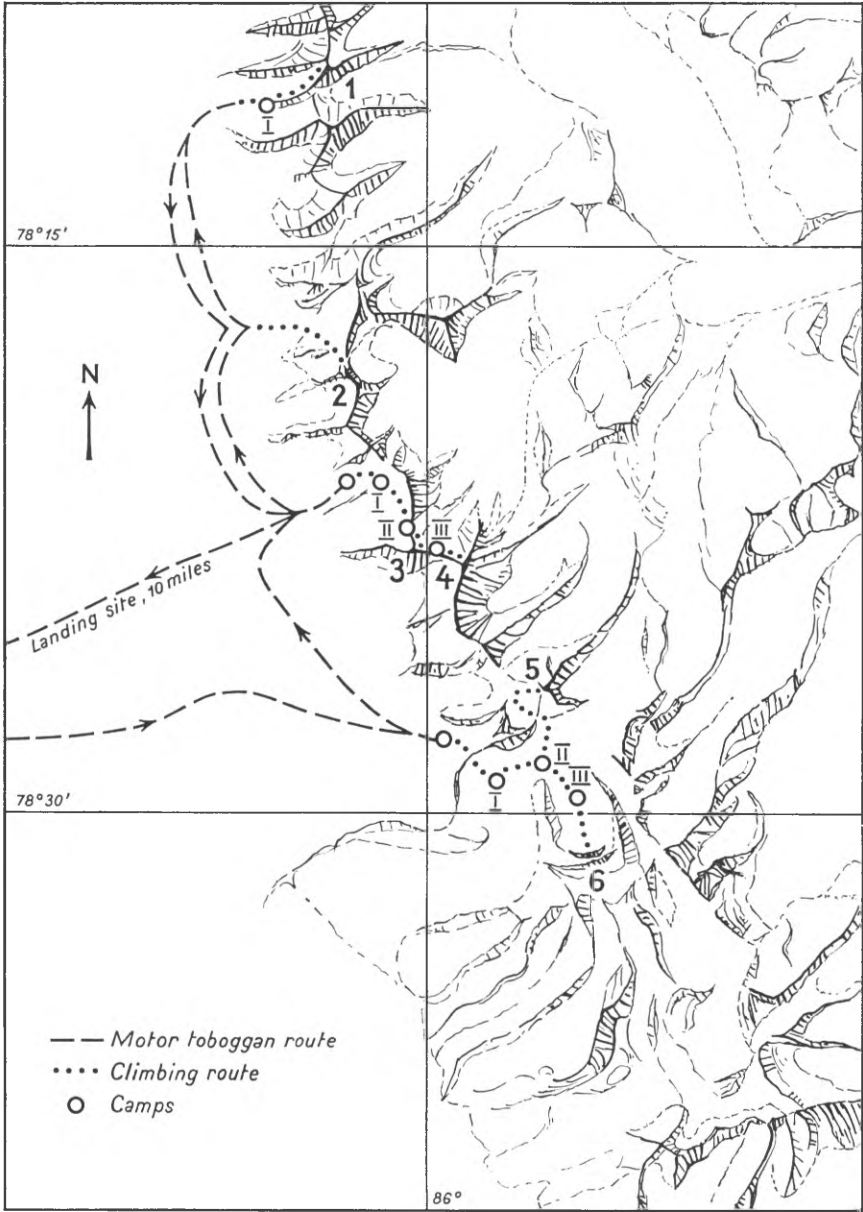 1
I
78°15'
N
2
I
II
III
3
4
Landing site, 10 miles
5
II
III
I
78°30'
6
Motor toboggan route
Climbing route
Camps
86°